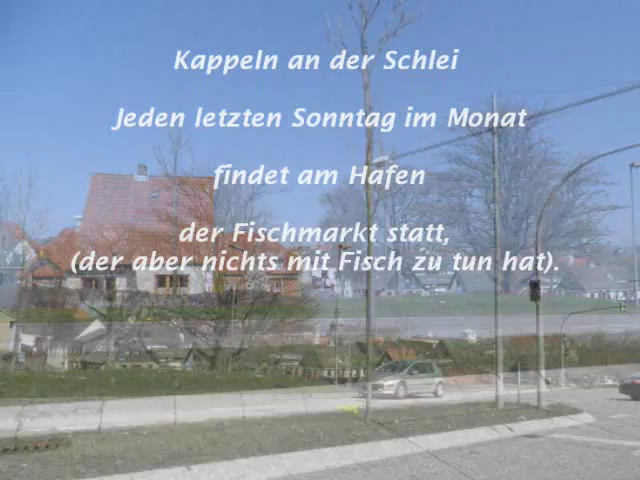 Kappeln an der Schlei
Jeden letzten Sonntag im Monat
findet am Hafen
der Fischmarkt statt,
(der aber nichts mit Fisch zu tun hat).